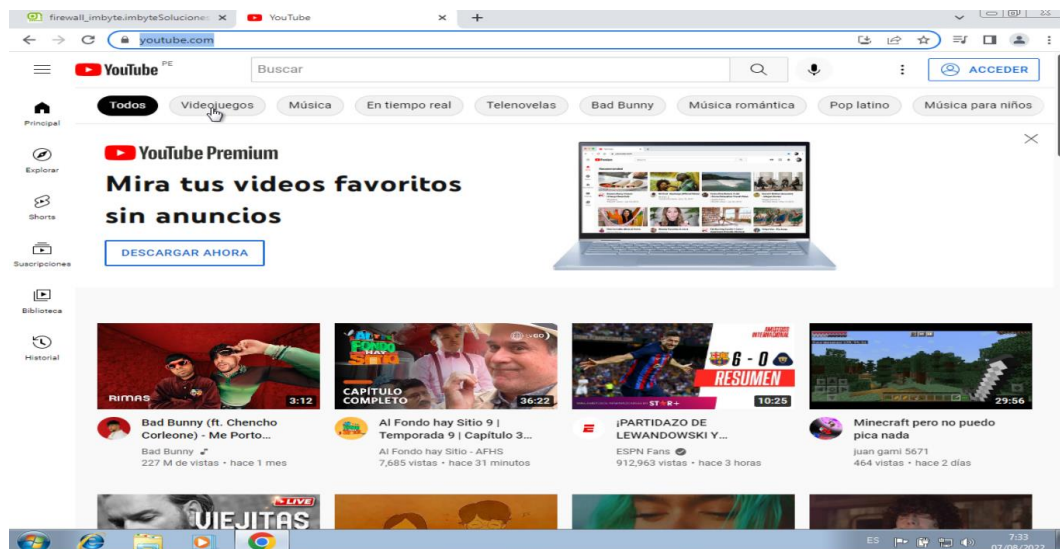 firewall_imbyte.imbyteSoluciones
YouTube
youtube.com
YouTube PE
Buscar
ACCEDER
Todos
Videojuegos
Música
En tiempo real
Telenovelas
Bad Bunny
Música romántica
Pop latino
Música para niños
Principal
Explorar
Shorts
Suscripciones
Biblioteca
Historial
YouTube Premium
Mira tus videos favoritos
sin anuncios
DESCARGAR AHORA
RIMAS
3:12
Bad Bunny (ft. Chencho
Corleone) - Me Porto...
Bad Bunny
227 M de vistas • hace 1 mes
AL
FONDO
HAY
SITIO
CAPÍTULO
COMPLETO
36:22
Al Fondo hay Sitio 9 |
Temporada 9 | Capítulo 3...
Al Fondo hay Sitio - AFHS
7,685 vistas • hace 31 minutos
6 - 0
RESUMEN
ST★R+
10:25
¡PARTIDAZO DE
LEWANDOWSKI Y...
ESPN Fans
912,963 vistas • hace 3 horas
29:56
Minecraft pero no puedo
pica nada
juan gami 5671
464 vistas • hace 2 días
LIVE
VIEJITAS
ES
7:33
07/08/2022